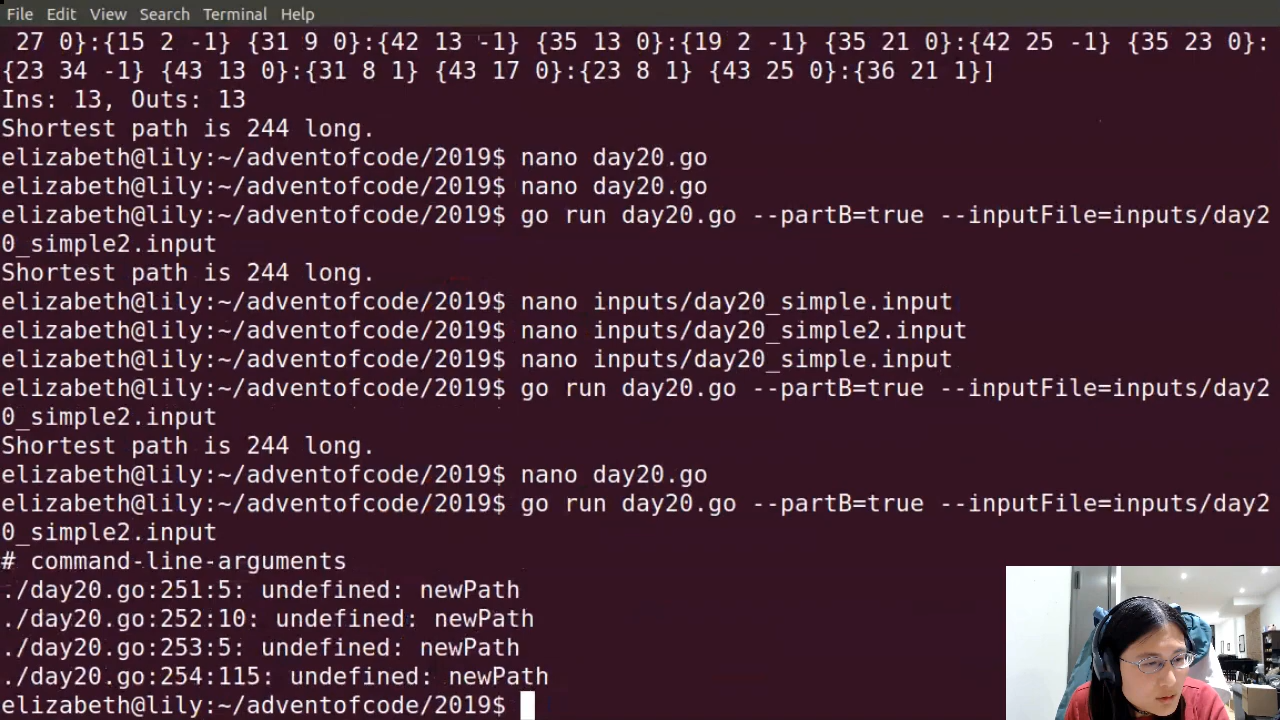 File Edit View Search Terminal Help
 27 0}:{15 2 -1} {31 9 0}:{42 13 -1} {35 13 0}:{19 2 -1} {35 21 0}:{42 25 -1} {35 23 0}:
{23 34 -1} {43 13 0}:{31 8 1} {43 17 0}:{23 8 1} {43 25 0}:{36 21 1}]
Ins: 13, Outs: 13
Shortest path is 244 long.
elizabeth@lily:~/adventofcode/2019$ nano day20.go
elizabeth@lily:~/adventofcode/2019$ nano day20.go
elizabeth@lily:~/adventofcode/2019$ go run day20.go --partB=true --inputFile=inputs/day2
0_simple2.input
Shortest path is 244 long.
elizabeth@lily:~/adventofcode/2019$ nano inputs/day20_simple.input
elizabeth@lily:~/adventofcode/2019$ nano inputs/day20_simple2.input
elizabeth@lily:~/adventofcode/2019$ nano inputs/day20_simple.input
elizabeth@lily:~/adventofcode/2019$ go run day20.go --partB=true --inputFile=inputs/day2
0_simple2.input
Shortest path is 244 long.
elizabeth@lily:~/adventofcode/2019$ nano day20.go
elizabeth@lily:~/adventofcode/2019$ go run day20.go --partB=true --inputFile=inputs/day2
0_simple2.input
# command-line-arguments
./day20.go:251:5: undefined: newPath
./day20.go:252:10: undefined: newPath
./day20.go:253:5: undefined: newPath
./day20.go:254:115: undefined: newPath
elizabeth@lily:~/adventofcode/2019$